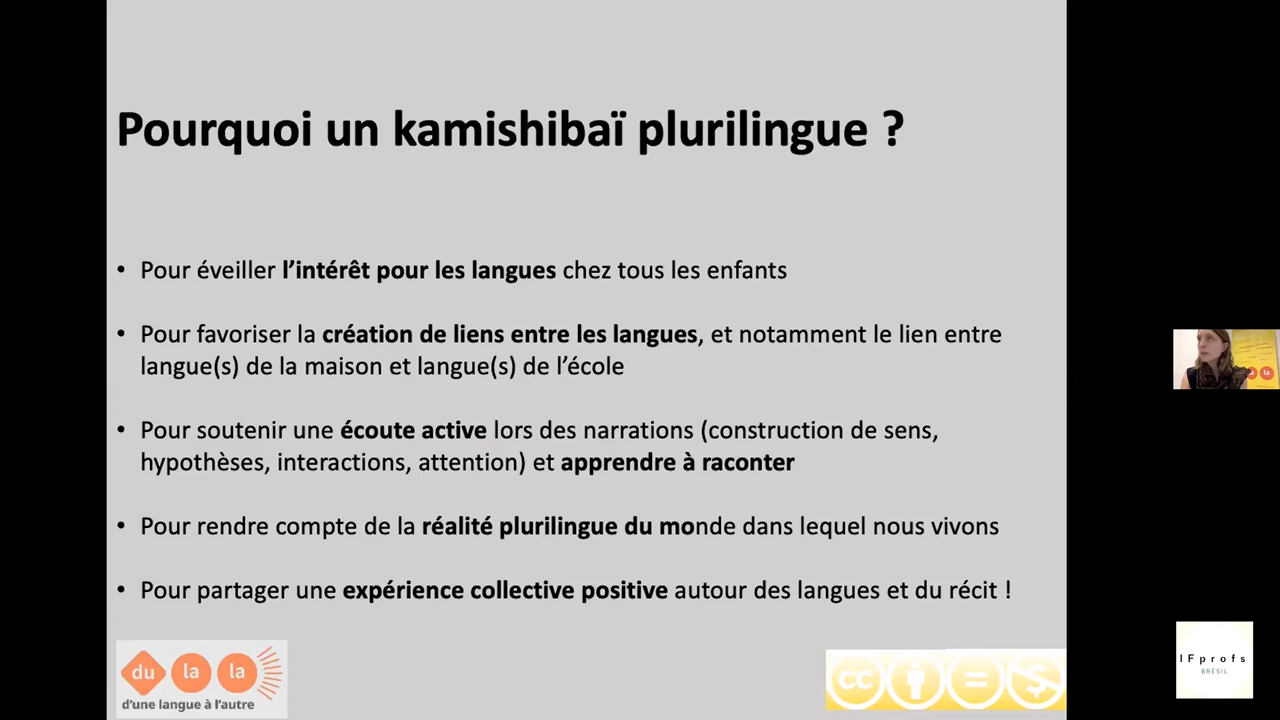 Pourquoi un kamishibaï plurilingue ?
• Pour éveiller l’intérêt pour les langues chez tous les enfants
• Pour favoriser la création de liens entre les langues, et notamment le lien entre
langue(s) de la maison et langue(s) de l’école
• Pour soutenir une écoute active lors des narrations (construction de sens,
hypothèses, interactions, attention) et apprendre à raconter
• Pour rendre compte de la réalité plurilingue du monde dans lequel nous vivons
• Pour partager une expérience collective positive autour des langues et du récit !
du la la
d’une langue à l’autre
cc
la
IFprofs
BRÉSIL